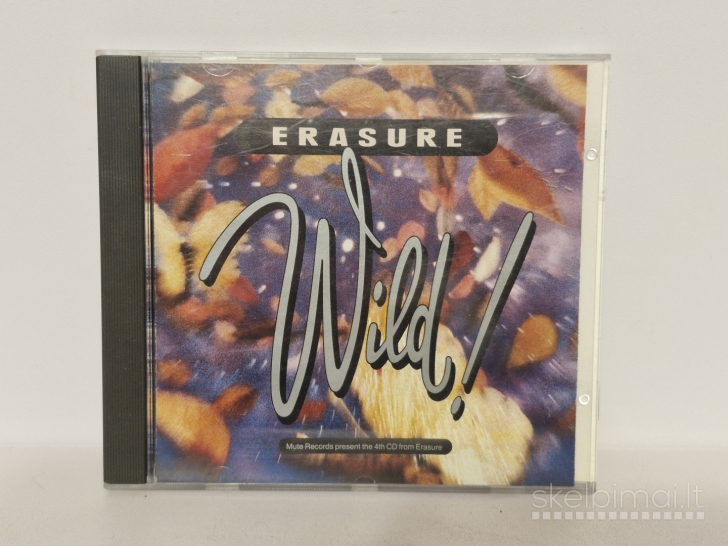 ERASURE
Wild!
Mute Records present the 4th CD from Erasure
skelbimai.lt